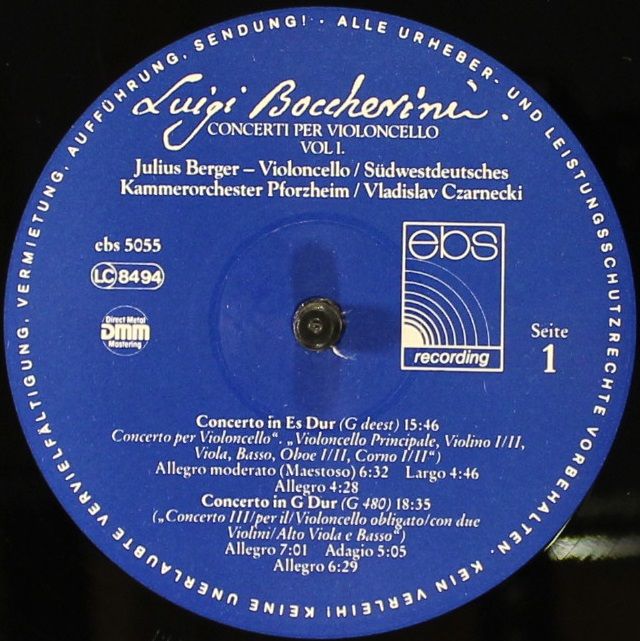 ALLE URHEBER- UND LEISTUNGSSCHUTZRECHTE VORBEHALTEN. KEIN VERLEIH! KEINE UNERLAUBTE VERVIELFÄLTIGUNG, VERMIETUNG, AUFFÜHRUNG, SENDUNG!
Luigi Boccherini.
CONCERTI PER VIOLONCELLO
VOL I.
Julius Berger – Violoncello / Südwestdeutsches
Kammerorchester Pforzheim / Vladislav Czarnecki
ebs 5055
LC 8494
Direct Metal
DMM
Mastering
ebs
recording
Seite
1
Concerto in Es Dur (G deest) 15:46
Concerto per Violoncello“. „Violoncello Principale, Violino I/II,
Viola, Basso, Oboe I/II, Corno I/II“)
Allegro moderato (Maestoso) 6:32 Largo 4:46
Allegro 4:28
Concerto in G Dur (G 480) 18:35
(„Concerto III/per il/Violoncello obligato/con due
Violini/Alto Viola e Basso“)
Allegro 7:01 Adagio 5:05
Allegro 6:29